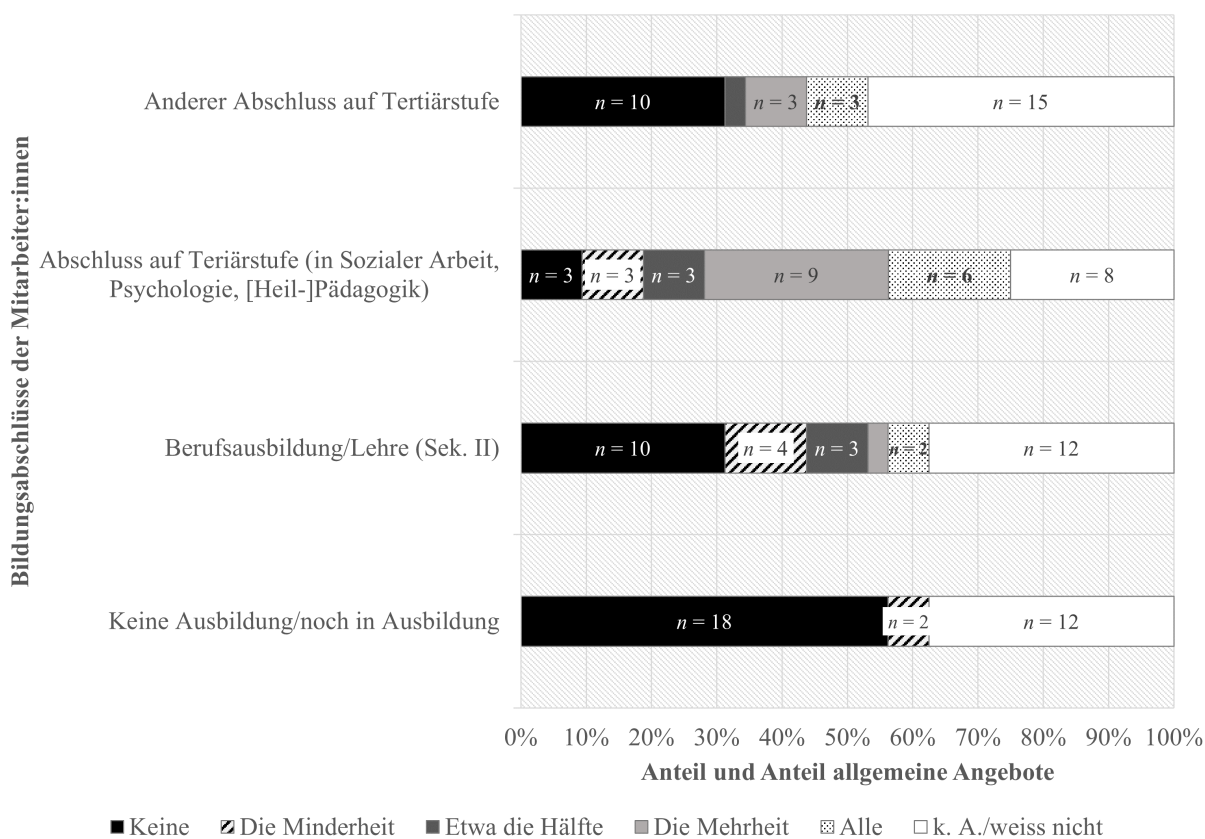 Bildungsabschlüsse der Mitarbeiter:innen
Anderer Abschluss auf Tertiärstufe
n = 10
n = 3
n = 3
n = 15
Abschluss auf Teriärstufe (in Sozialer Arbeit,
Psychologie, [Heil-]Pädagogik)
n = 3
n = 3
n = 3
n = 9
n = 6
n = 8
Berufsausbildung/Lehre (Sek. II)
n = 10
n = 4
n = 3
n = 2
n = 12
Keine Ausbildung/noch in Ausbildung
n = 18
n = 2
n = 12
0% 10% 20% 30% 40% 50% 60% 70% 80% 90% 100%
Anteil und Anteil allgemeine Angebote
Keine Die Minderheit Etwa die Hälfte Die Mehrheit Alle k. A./weiss nicht